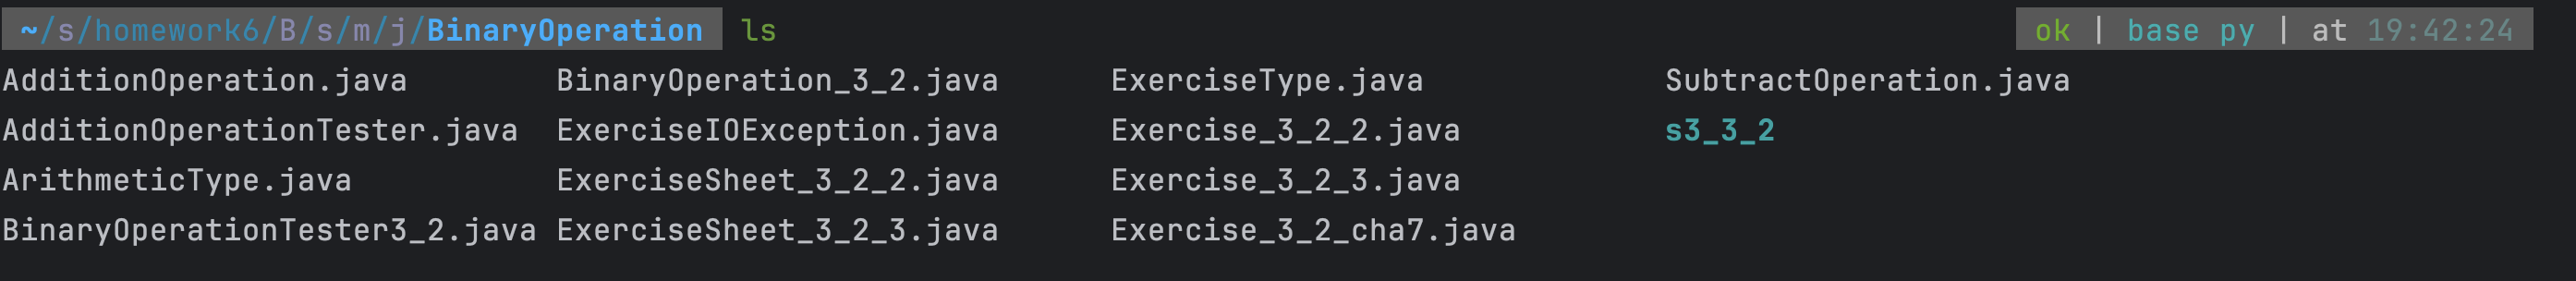 ~/s/homework6/B/s/m/j/BinaryOperation ls ok | base py | at 19:42:24
AdditionOperation.java BinaryOperation_3_2.java ExerciseType.java SubtractOperation.java
AdditionOperationTester.java ExerciseIOException.java Exercise_3_2_2.java s3_3_2
ArithmeticType.java ExerciseSheet_3_2_2.java Exercise_3_2_3.java
BinaryOperationTester3_2.java ExerciseSheet_3_2_3.java Exercise_3_2_cha7.java